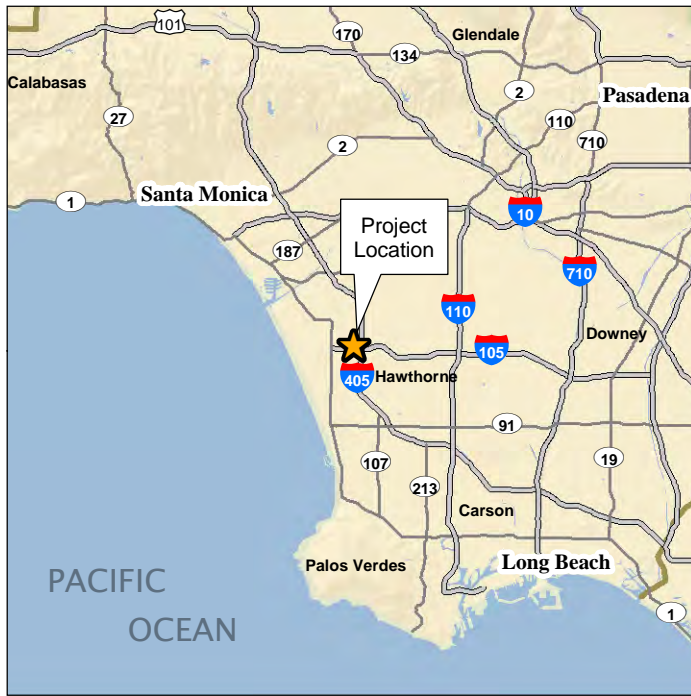 101
170
Glendale
134
Calabasas
2
Pasadena
27
110
710
2
1
Santa Monica
10
Project
Location
187
710
110
Downey
105
405
Hawthorne
91
107
19
213
Carson
Palos Verdes
Long Beach
PACIFIC
OCEAN
1